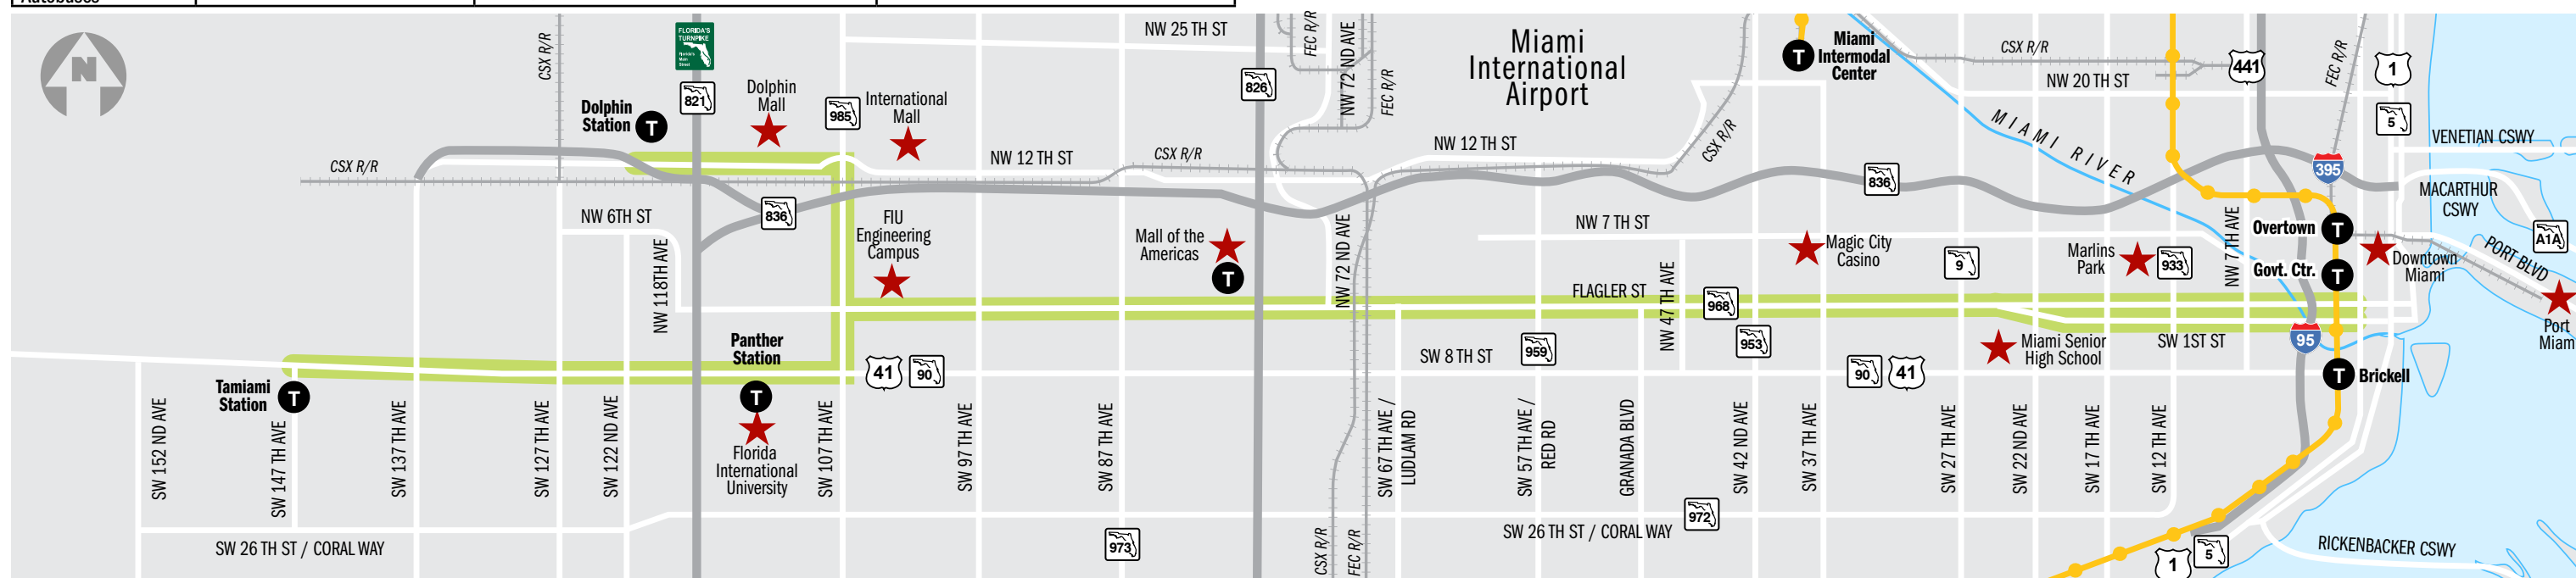 Autobuses
N
CSX R/R
FLORIDA'S
TURNPIKE
821
Dolphin
Station
T
Dolphin
Mall
985
International
Mall
NW 25 TH ST
826
FEC R/R
NW 72 ND AVE
FEC R/R
Miami
International
Airport
T
Miami
Intermodal
Center
CSX R/R
NW 20 TH ST
441
FEC R/R
1
5
VENETIAN CSWY
MIAMI RIVER
CSX R/R
NW 12 TH ST
CSX R/R
NW 12 TH ST
CSX R/R
836
395
MACARTHUR
CSWY
NW 6TH ST
836
FIU
Engineering
Campus
Mall of the
Americas
T
NW 72 ND AVE
NW 7 TH ST
Magic City
Casino
9
Marlins
Park
933
NW 7 TH AVE
Overtown
T
Govt. Ctr.
T
Downtown
Miami
PORT BLVD
A1A
NW 118TH AVE
FLAGLER ST
NW 47 TH AVE
968
953
Port
Miam
Panther
Station
T
41
90
SW 8 TH ST
959
90
41
Miami Senior
High School
SW 1ST ST
95
T
Brickell
Tamiami
Station
T
SW 152 ND AVE
SW 147 TH AVE
SW 137 TH AVE
SW 127 TH AVE
SW 122 ND AVE
Florida
International
University
SW 107 TH AVE
SW 97 TH AVE
SW 87 TH AVE
SW 67 TH AVE /
LUDLAM RD
SW 57 TH AVE /
RED RD
GRANADA BLVD
SW 42 ND AVE
SW 37 TH AVE
SW 27 TH AVE
SW 22 ND AVE
SW 17 TH AVE
SW 12 TH AVE
SW 26 TH ST / CORAL WAY
973
CSX R/R
FEC R/R
SW 26 TH ST / CORAL WAY
972
1
5
RICKENBACKER CSWY